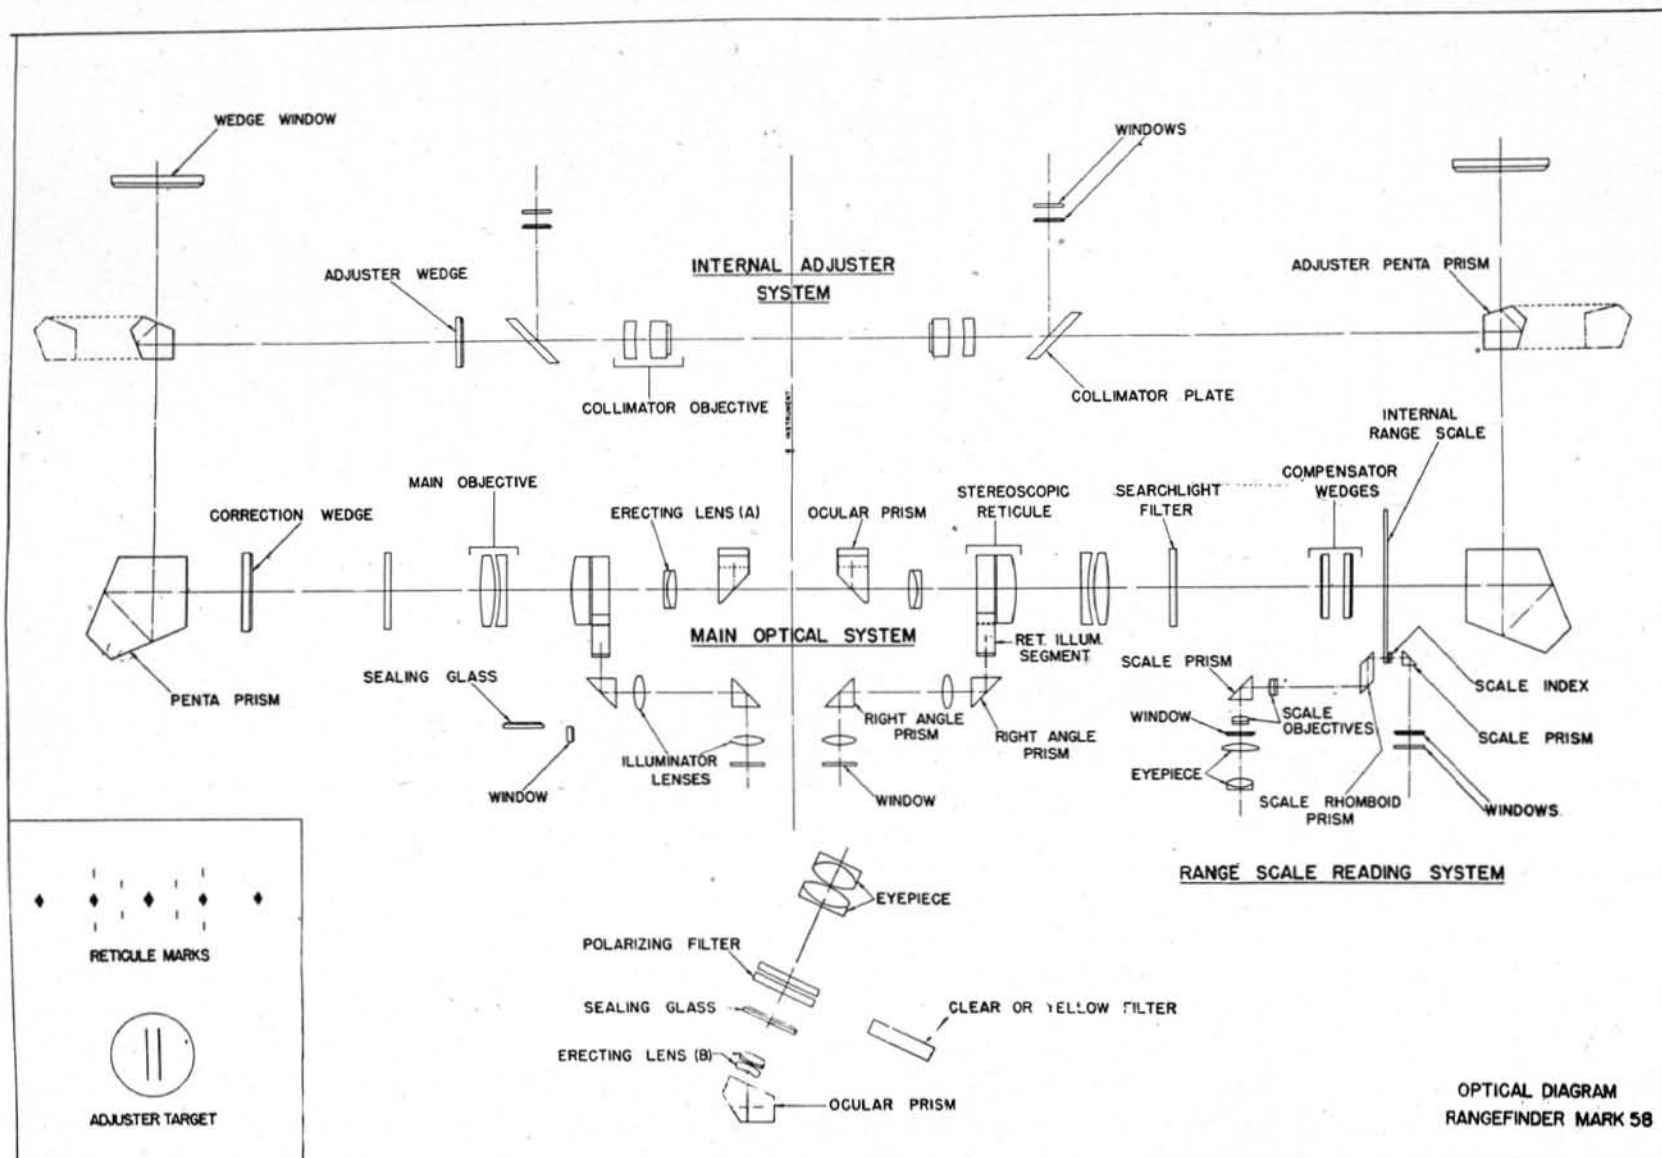 WEDGE WINDOW
WINDOWS
ADJUSTER WEDGE
INTERNAL ADJUSTER
SYSTEM
ADJUSTER PENTA PRISM
COLLIMATOR OBJECTIVE
INSTRUMENT
COLLIMATOR PLATE
INTERNAL
RANGE SCALE
MAIN OBJECTIVE
CORRECTION WEDGE
ERECTING LENS (A)
OCULAR PRISM
STEREOSCOPIC
RETICULE
SEARCHLIGHT
FILTER
COMPENSATOR
WEDGES
MAIN OPTICAL SYSTEM
RET. ILLUM.
SEGMENT
PENTA PRISM
SEALING GLASS
WINDOW
ILLUMINATOR
LENSES
RIGHT ANGLE
PRISM
RIGHT ANGLE
PRISM
WINDOW
SCALE PRISM
WINDOW
SCALE
OBJECTIVES
EYEPIECE
SCALE RHOMBOID
PRISM
SCALE INDEX
SCALE PRISM
WINDOWS
RANGE SCALE READING SYSTEM
EYEPIECE
POLARIZING FILTER
SEALING GLASS
CLEAR OR YELLOW FILTER
ERECTING LENS (B)
OCULAR PRISM
RETICULE MARKS
ADJUSTER TARGET
OPTICAL DIAGRAM
RANGEFINDER MARK 58